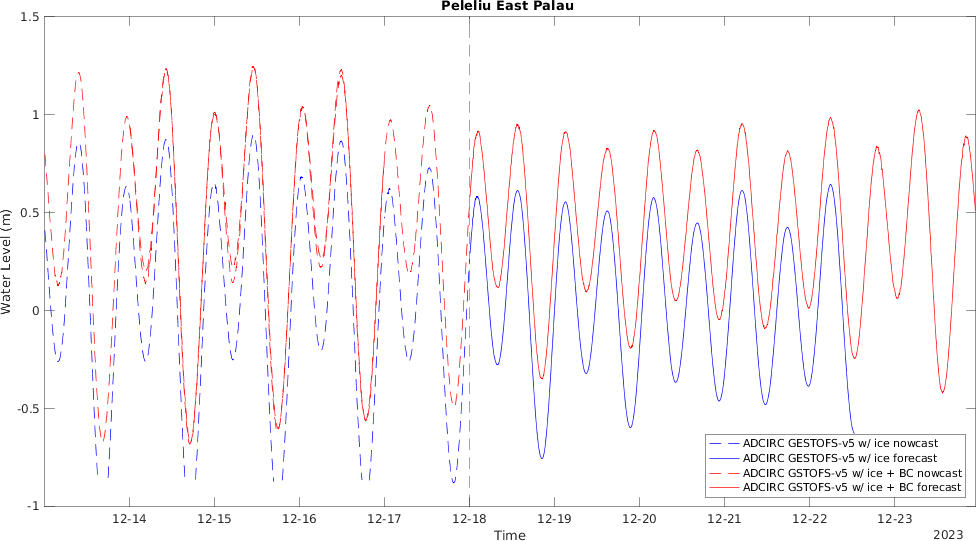 Peleliu East Palau
Water Level (m)
1.5
1
0.5
0
-0.5
-1
12-14 12-15 12-16 12-17 12-18 12-19 12-20 12-21 12-22 12-23
Time
2023
ADCIRC GESTOFS-v5 w/ ice nowcast
ADCIRC GESTOFS-v5 w/ ice forecast
ADCIRC GSTOFS-v5 w/ ice + BC nowcast
ADCIRC GSTOFS-v5 w/ ice + BC forecast